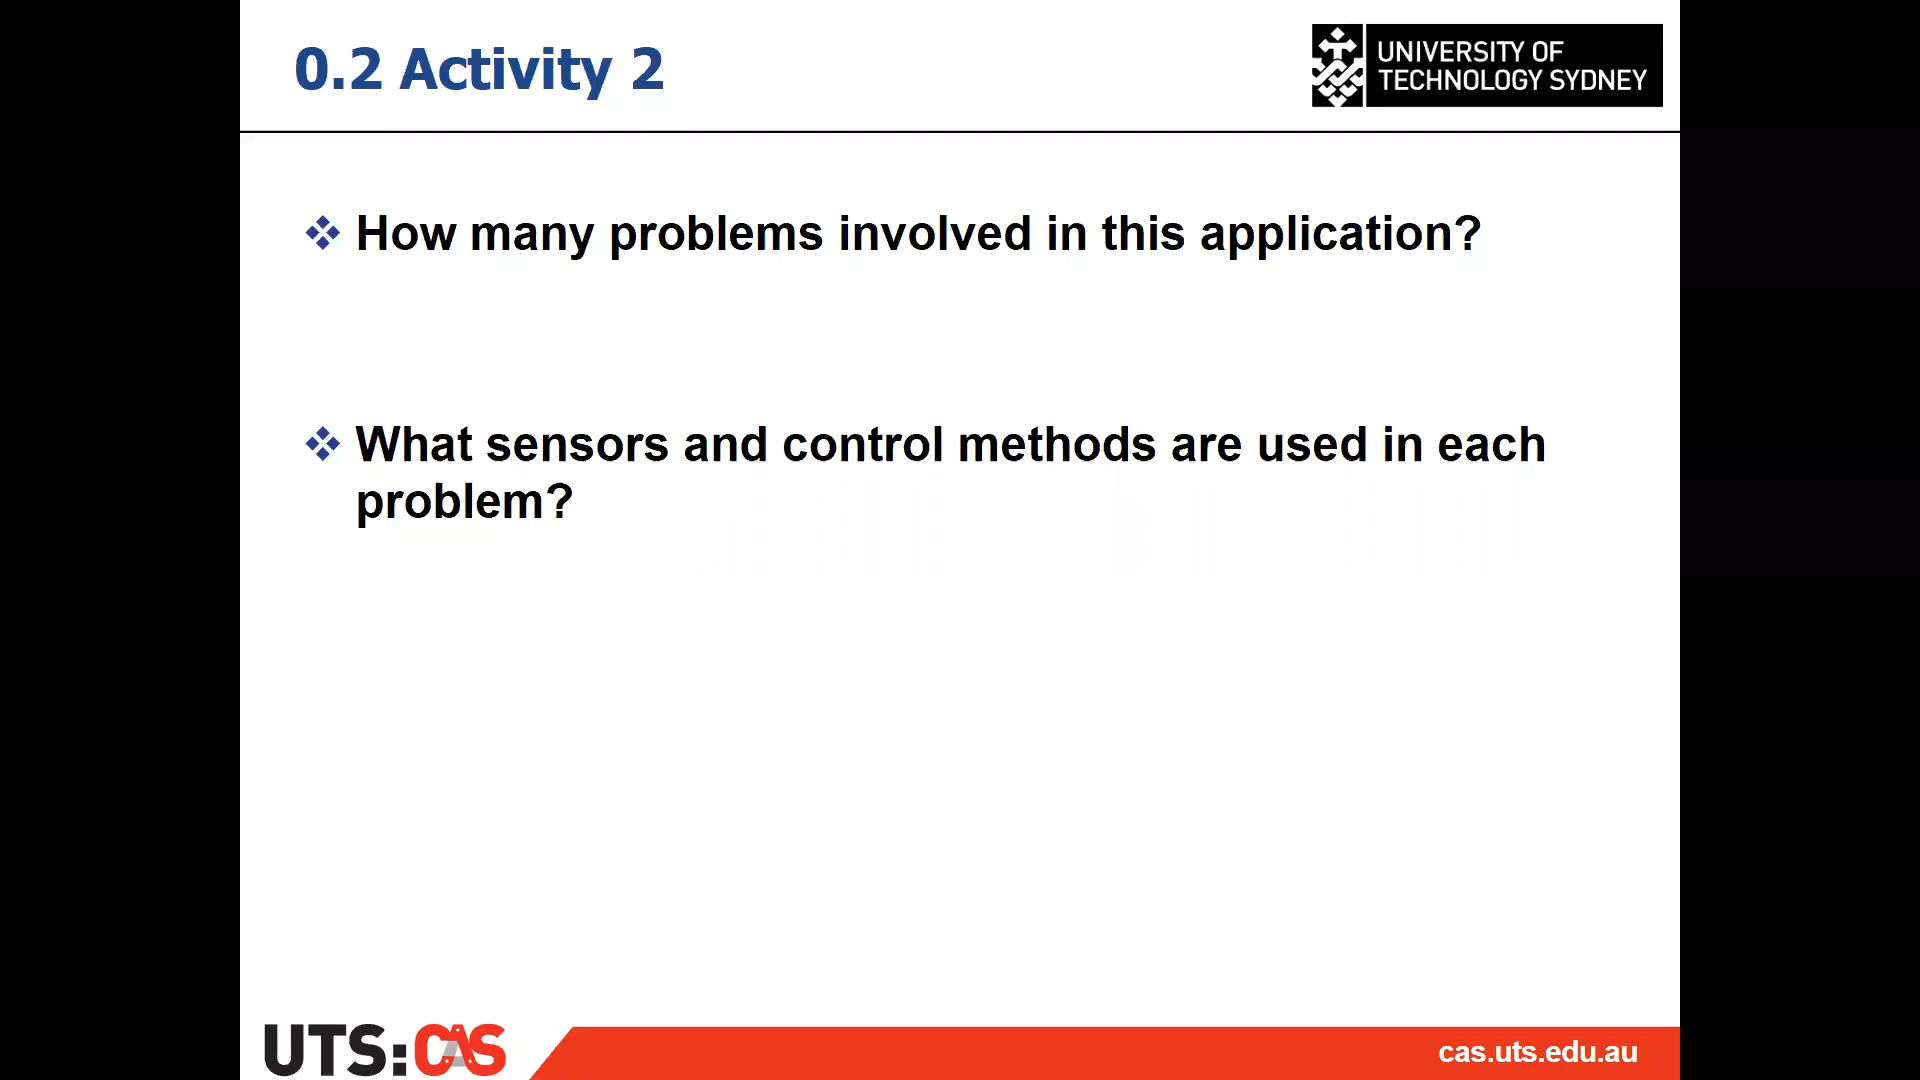 0.2 Activity 2
UNIVERSITY OF
TECHNOLOGY SYDNEY
How many problems involved in this application?
What sensors and control methods are used in each
problem?
UTS:CAS
cas.uts.edu.au